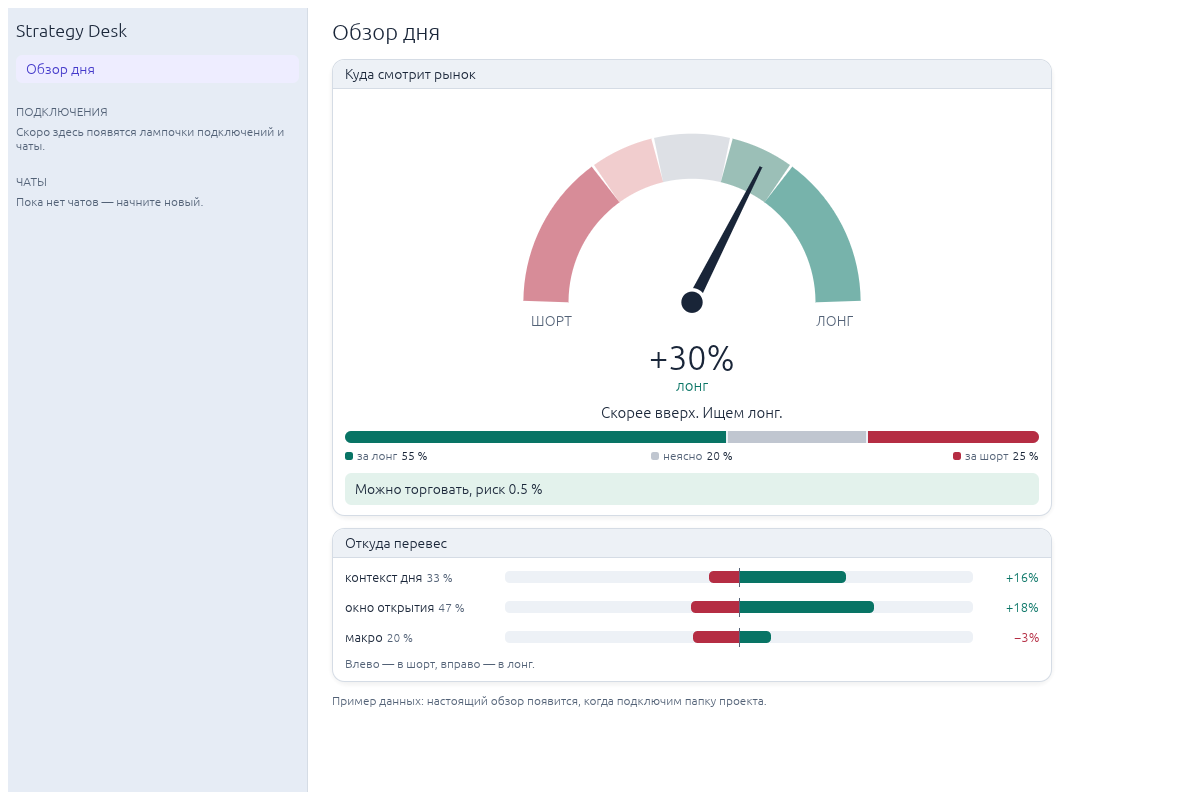 Strategy Desk
Обзор дня
ПОДКЛЮЧЕНИЯ
Скоро здесь появятся лампочки подключений и
чаты.
ЧАТЫ
Пока нет чатов — начните новый.
Обзор дня
Куда смотрит рынок
ШОРТ
ЛОНГ
+30%
лонг
Скорее вверх. Ищем лонг.
за лонг 55 %
неясно 20 %
за шорт 25 %
Можно торговать, риск 0.5 %
Откуда перевес
контекст дня 33 %
+16%
окно открытия 47 %
+18%
макро 20 %
−3%
Влево — в шорт, вправо — в лонг.
Пример данных: настоящий обзор появится, когда подключим папку проекта.